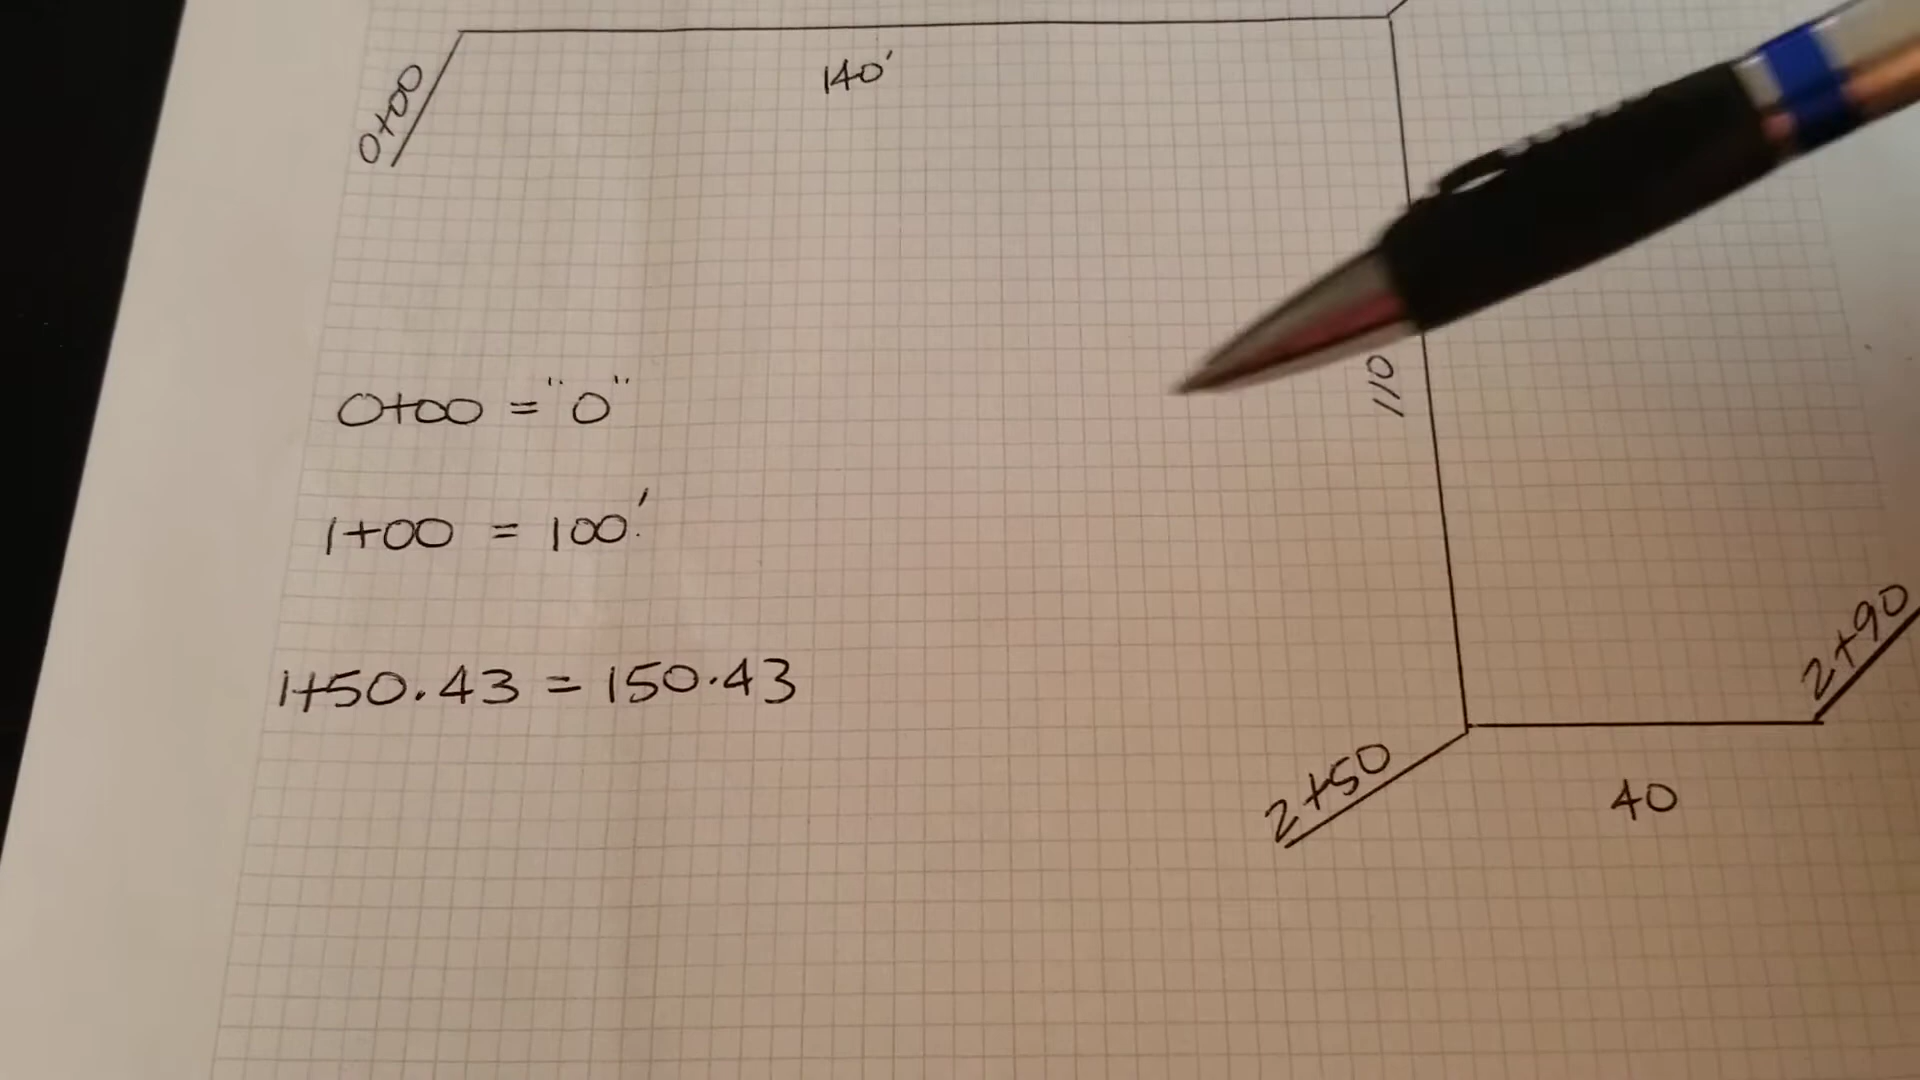 140'
0+00
0+00 = "0"
110
1+00 = 100.'
2+90
1+50.43 = 150.43
2+50
40